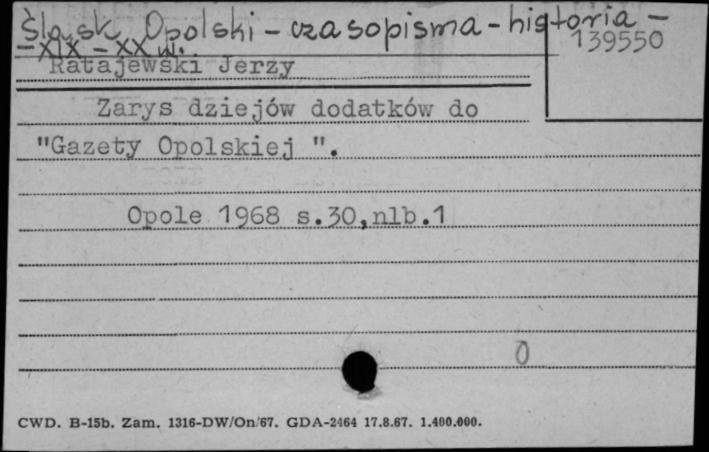 Śląsk Opolski - czasopisma - historia -
- XIX - XX w.
139550
Ratajewski Jerzy
Zarys dziejów dodatków do
"Gazety Opolskiej ".
Opole 1968 s.30,nlb.1
0
CWD. B-15b. Zam. 1316-DW/On/67. GDA-2464 17.8.67. 1.400.000.